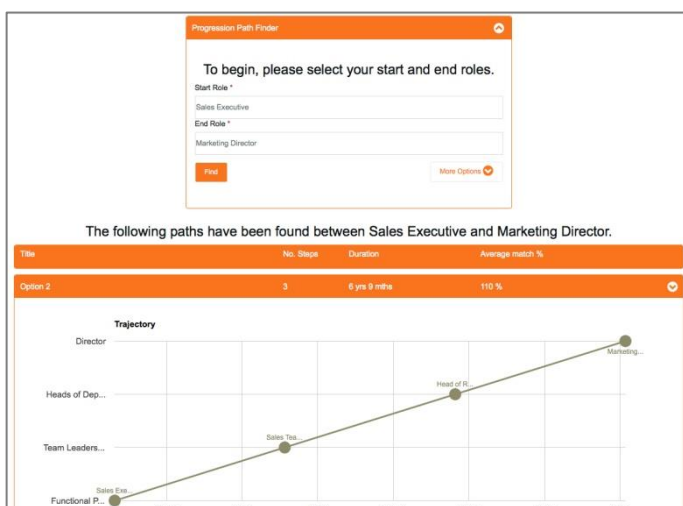 Progression Path Finder
To begin, please select your start and end roles.
Start Role *
Sales Executive
End Role *
Marketing Director
Find
More Options
The following paths have been found between Sales Executive and Marketing Director.
Title No. Steps Duration Average match %
Option 2 3 6 yrs 9 mths 110 %
Trajectory
Director
Marketing...
Heads of Dep...
Head of R...
Team Leaders...
Sales Tea...
Functional P...
Sales Exe...